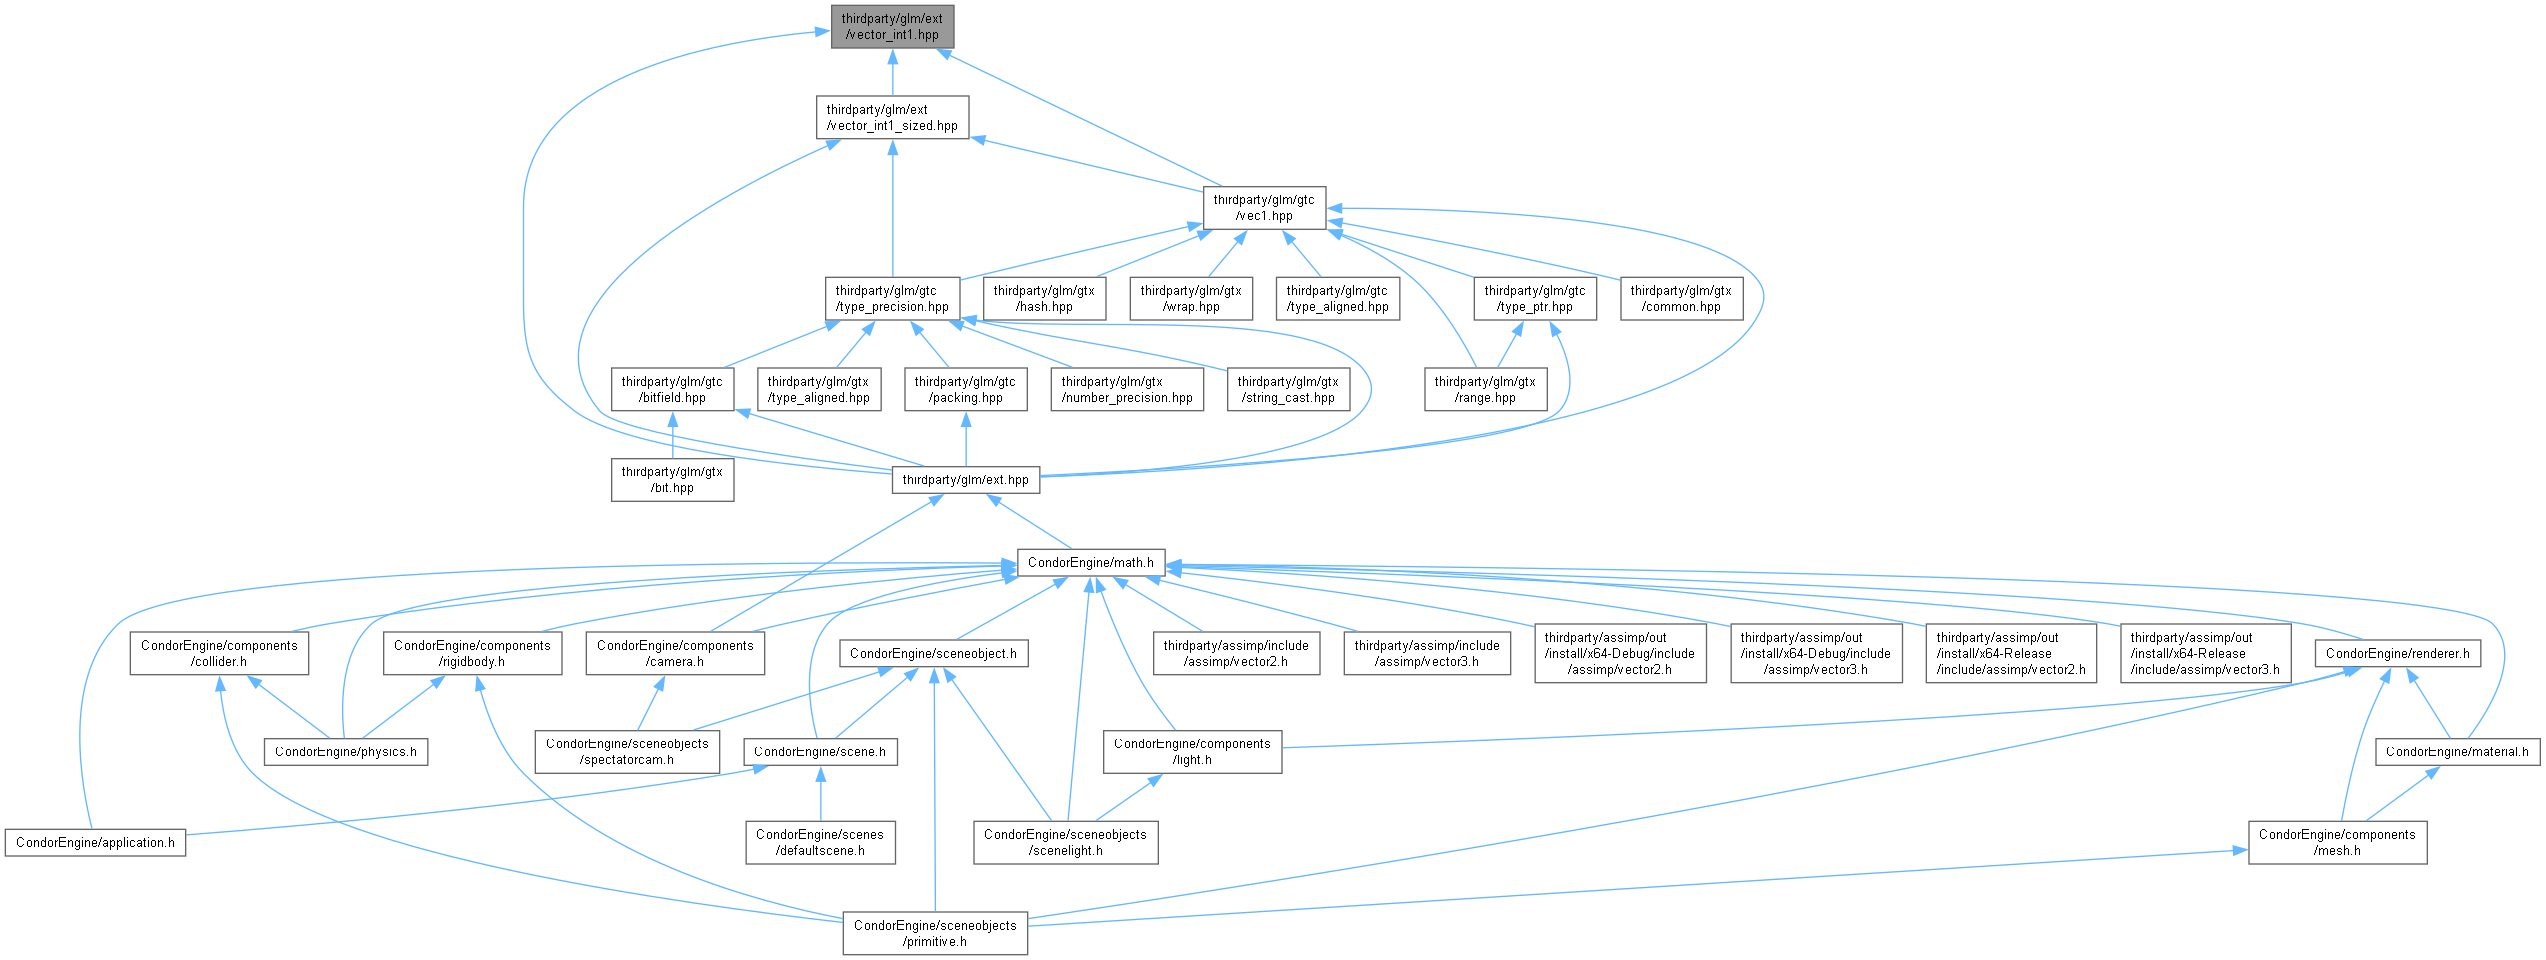 thirdparty/glm/ext
/vector_int1.hpp
thirdparty/glm/ext
/vector_int1_sized.hpp
thirdparty/glm/gtc
/vec1.hpp
thirdparty/glm/gtc
/type_precision.hpp
thirdparty/glm/gtx
/hash.hpp
thirdparty/glm/gtx
/wrap.hpp
thirdparty/glm/gtc
/type_aligned.hpp
thirdparty/glm/gtc
/type_ptr.hpp
thirdparty/glm/gtx
/common.hpp
thirdparty/glm/gtc
/bitfield.hpp
thirdparty/glm/gtx
/type_aligned.hpp
thirdparty/glm/gtc
/packing.hpp
thirdparty/glm/gtx
/number_precision.hpp
thirdparty/glm/gtx
/string_cast.hpp
thirdparty/glm/gtx
/range.hpp
thirdparty/glm/gtx
/bit.hpp
thirdparty/glm/ext.hpp
CondorEngine/math.h
CondorEngine/components
/collider.h
CondorEngine/components
/rigidbody.h
CondorEngine/components
/camera.h
CondorEngine/sceneobject.h
thirdparty/assimp/include
/assimp/vector2.h
thirdparty/assimp/include
/assimp/vector3.h
thirdparty/assimp/out
/install/x64-Debug/include
/assimp/vector2.h
thirdparty/assimp/out
/install/x64-Debug/include
/assimp/vector3.h
thirdparty/assimp/out
/install/x64-Release
/include/assimp/vector2.h
thirdparty/assimp/out
/install/x64-Release
/include/assimp/vector3.h
CondorEngine/renderer.h
CondorEngine/physics.h
CondorEngine/sceneobjects
/spectatorcam.h
CondorEngine/scene.h
CondorEngine/components
/light.h
CondorEngine/material.h
CondorEngine/application.h
CondorEngine/scenes
/defaultscene.h
CondorEngine/sceneobjects
/scenelight.h
CondorEngine/components
/mesh.h
CondorEngine/sceneobjects
/primitive.h